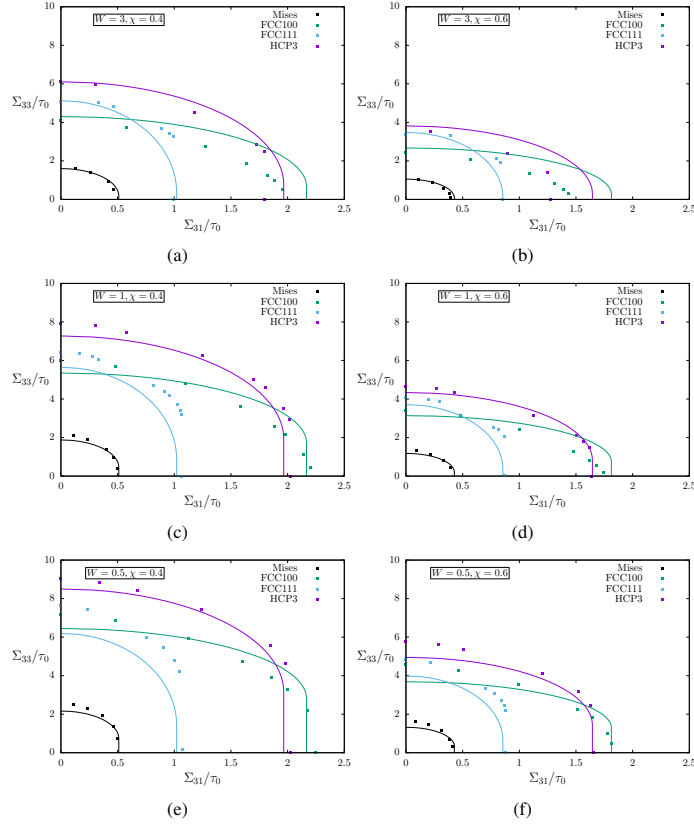 W = 3, χ = 0.4
Mises
FCC100
FCC111
HCP3
Σ33/τ0
10
8
6
4
2
0
0 0.5 1 1.5 2 2.5
Σ31/τ0
(a)
W = 3, χ = 0.6
Mises
FCC100
FCC111
HCP3
Σ33/τ0
10
8
6
4
2
0
0 0.5 1 1.5 2 2.5
Σ31/τ0
(b)
W = 1, χ = 0.4
Mises
FCC100
FCC111
HCP3
Σ33/τ0
10
8
6
4
2
0
0 0.5 1 1.5 2 2.5
Σ31/τ0
(c)
W = 1, χ = 0.6
Mises
FCC100
FCC111
HCP3
Σ33/τ0
10
8
6
4
2
0
0 0.5 1 1.5 2 2.5
Σ31/τ0
(d)
W = 0.5, χ = 0.4
Mises
FCC100
FCC111
HCP3
Σ33/τ0
10
8
6
4
2
0
0 0.5 1 1.5 2 2.5
Σ31/τ0
(e)
W = 0.5, χ = 0.6
Mises
FCC100
FCC111
HCP3
Σ33/τ0
10
8
6
4
2
0
0 0.5 1 1.5 2 2.5
Σ31/τ0
(f)